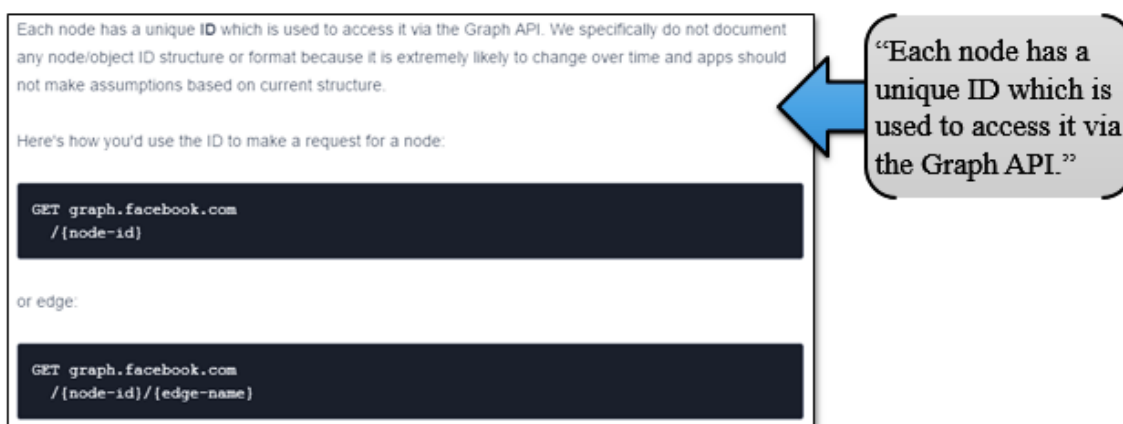 Each node has a unique ID which is used to access it via the Graph API. We specifically do not document
any node/object ID structure or format because it is extremely likely to change over time and apps should
not make assumptions based on current structure.
Here's how you'd use the ID to make a request for a node:
GET graph.facebook.com
/{node-id}
or edge:
GET graph.facebook.com
/{node-id}/{edge-name}
“Each node has a
unique ID which is
used to access it via
the Graph API.”